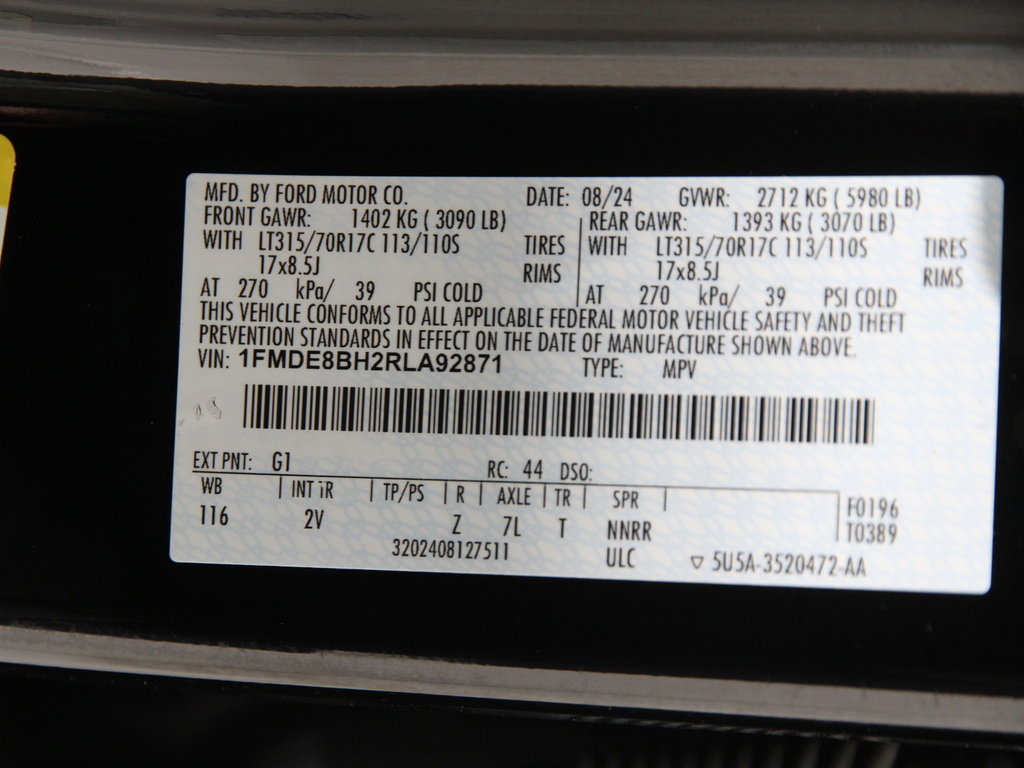 MFD. BY FORD MOTOR CO. DATE: 08/24 GVWR: 2712 KG ( 5980 LB)
FRONT GAWR: 1402 KG ( 3090 LB) REAR GAWR: 1393 KG ( 3070 LB)
WITH LT315/70R17C 113/110S TIRES WITH LT315/70R17C 113/110S TIRES
17x8.5J RIMS 17x8.5J RIMS
AT 270 kPa/ 39 PSI COLD AT 270 kPa/ 39 PSI COLD
THIS VEHICLE CONFORMS TO ALL APPLICABLE FEDERAL MOTOR VEHICLE SAFETY AND THEFT
PREVENTION STANDARDS IN EFFECT ON THE DATE OF MANUFACTURE SHOWN ABOVE.
VIN: 1FMDE8BH2RLA92871 TYPE: MPV
EXT PNT: G1 RC: 44 DSO:
WB INT TR TP/PS R AXLE TR SPR F0196
116 2V Z 7L T NNRR T0389
3202408127511 ULC ▽ 5U5A-3520472-AA